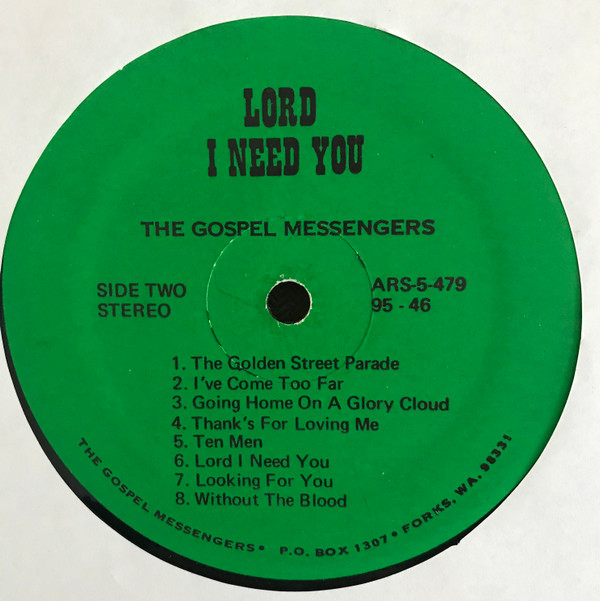 LORD
I NEED YOU
THE GOSPEL MESSENGERS
SIDE TWO
STEREO
ARS-5-479
95 - 46
1. The Golden Street Parade
2. I've Come Too Far
3. Going Home On A Glory Cloud
4. Thank's For Loving Me
5. Ten Men
6. Lord I Need You
7. Looking For You
8. Without The Blood
THE GOSPEL MESSENGERS • P.O. BOX 1307 • FORKS, WA. 98331